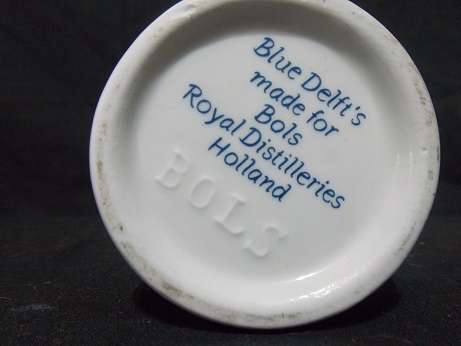 Blue Delft's
made for
Bols
Royal Distilleries
Holland
BOLS